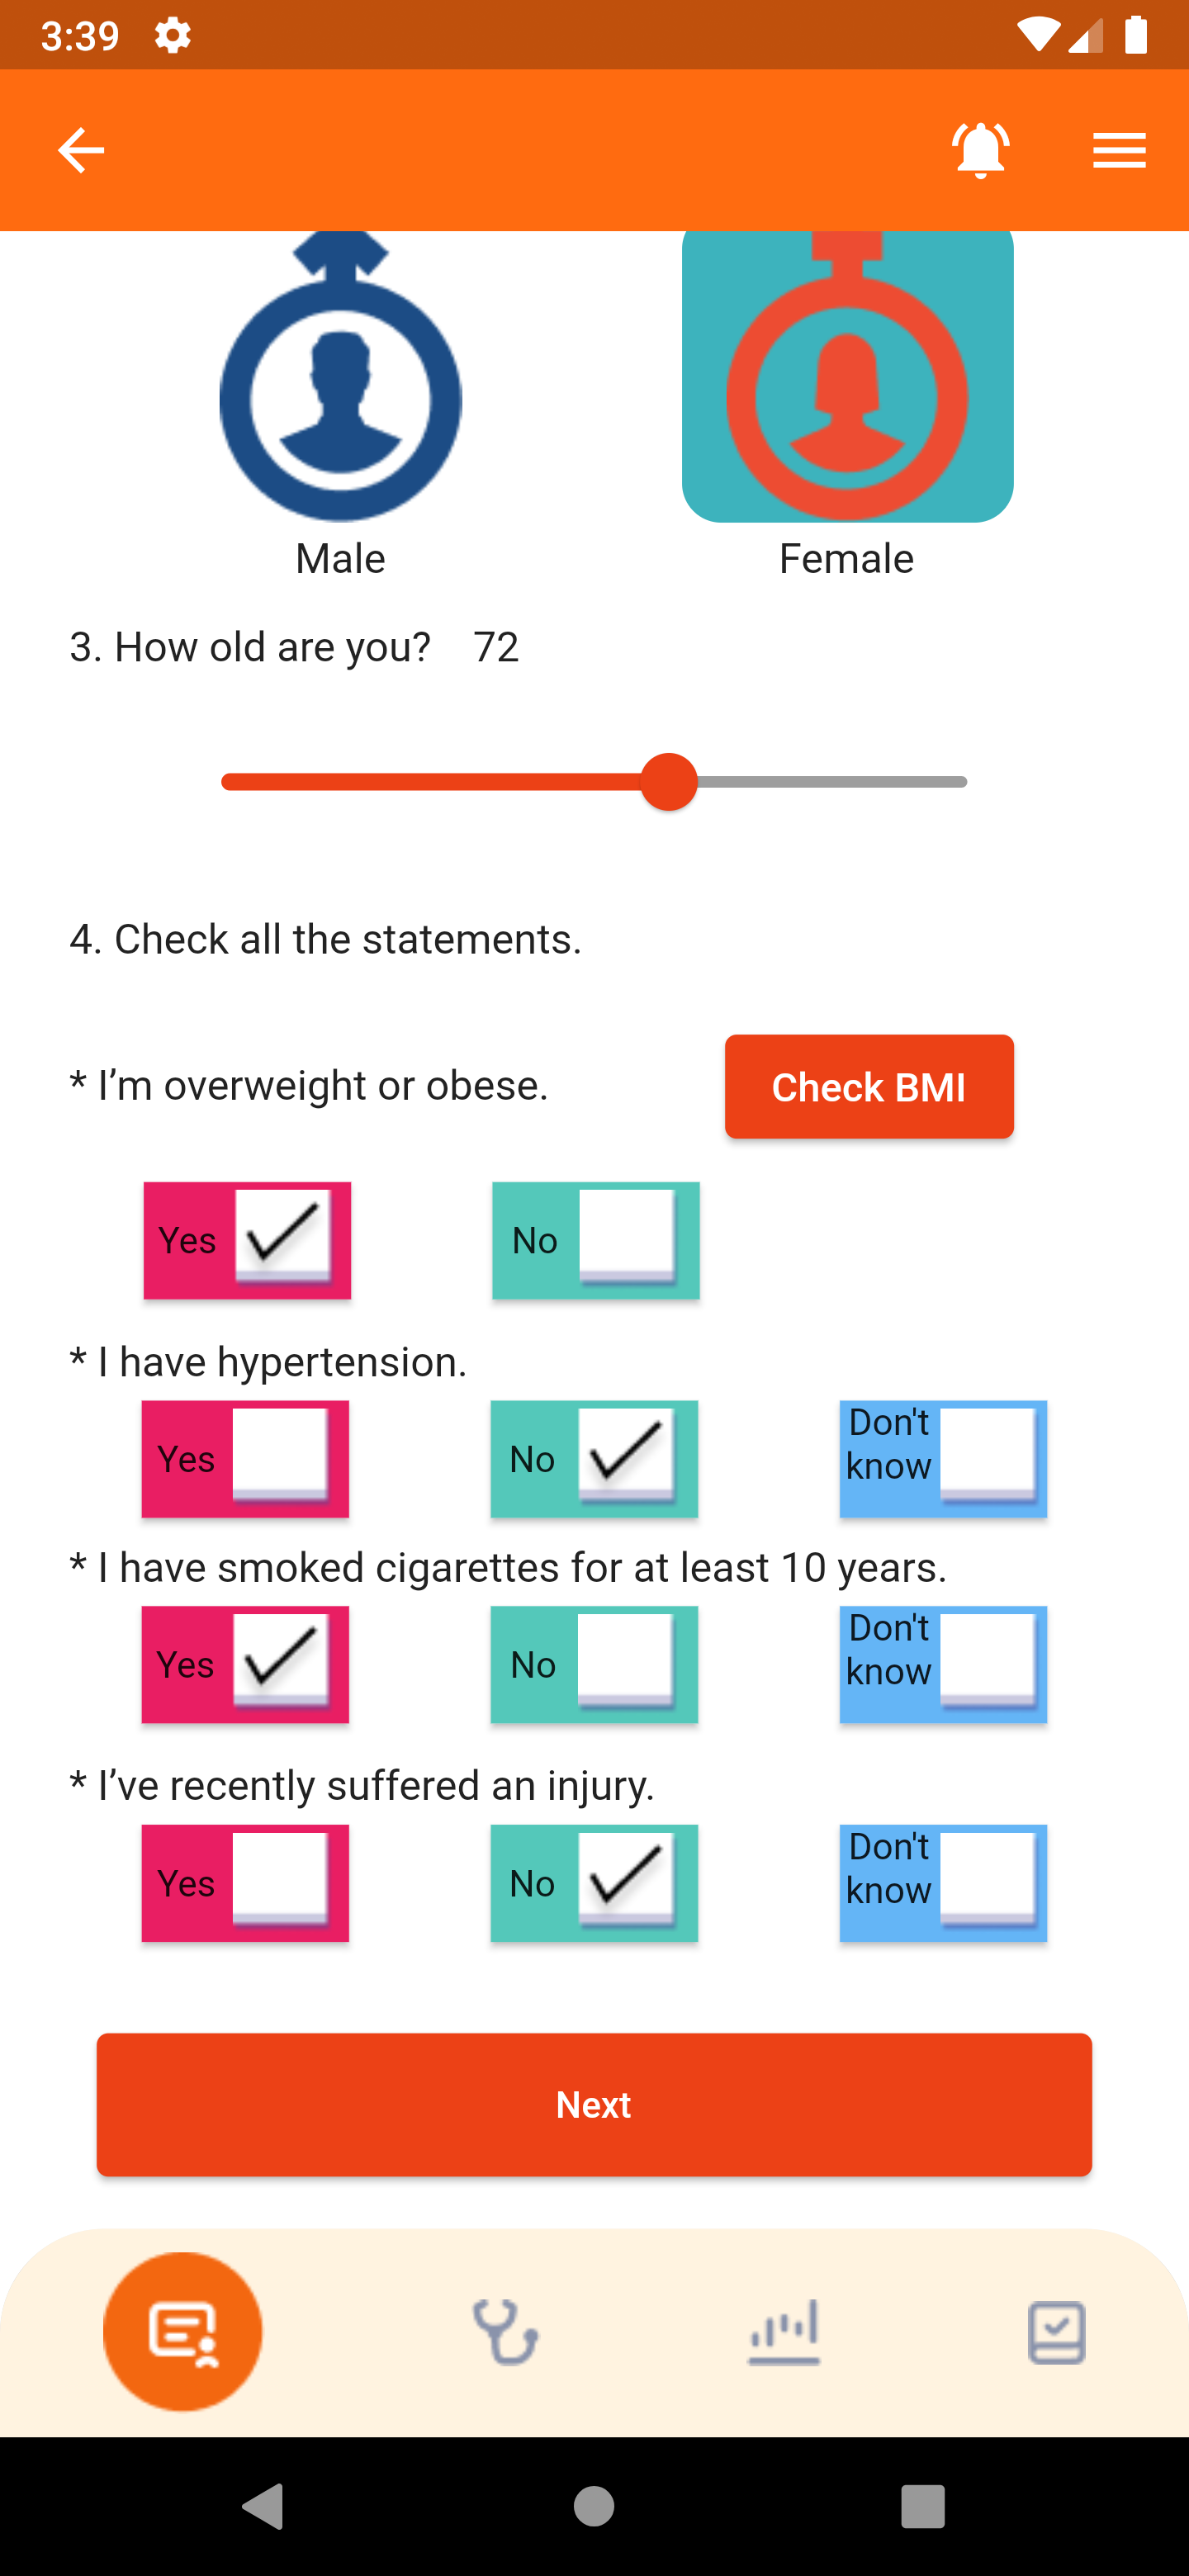 3:39
Male Female
3. How old are you? 72
4. Check all the statements.
* I’m overweight or obese. Check BMI
Yes No
* I have hypertension.
Yes No Don't
know
* I have smoked cigarettes for at least 10 years.
Yes No Don't
know
* I’ve recently suffered an injury.
Yes No Don't
know
Next